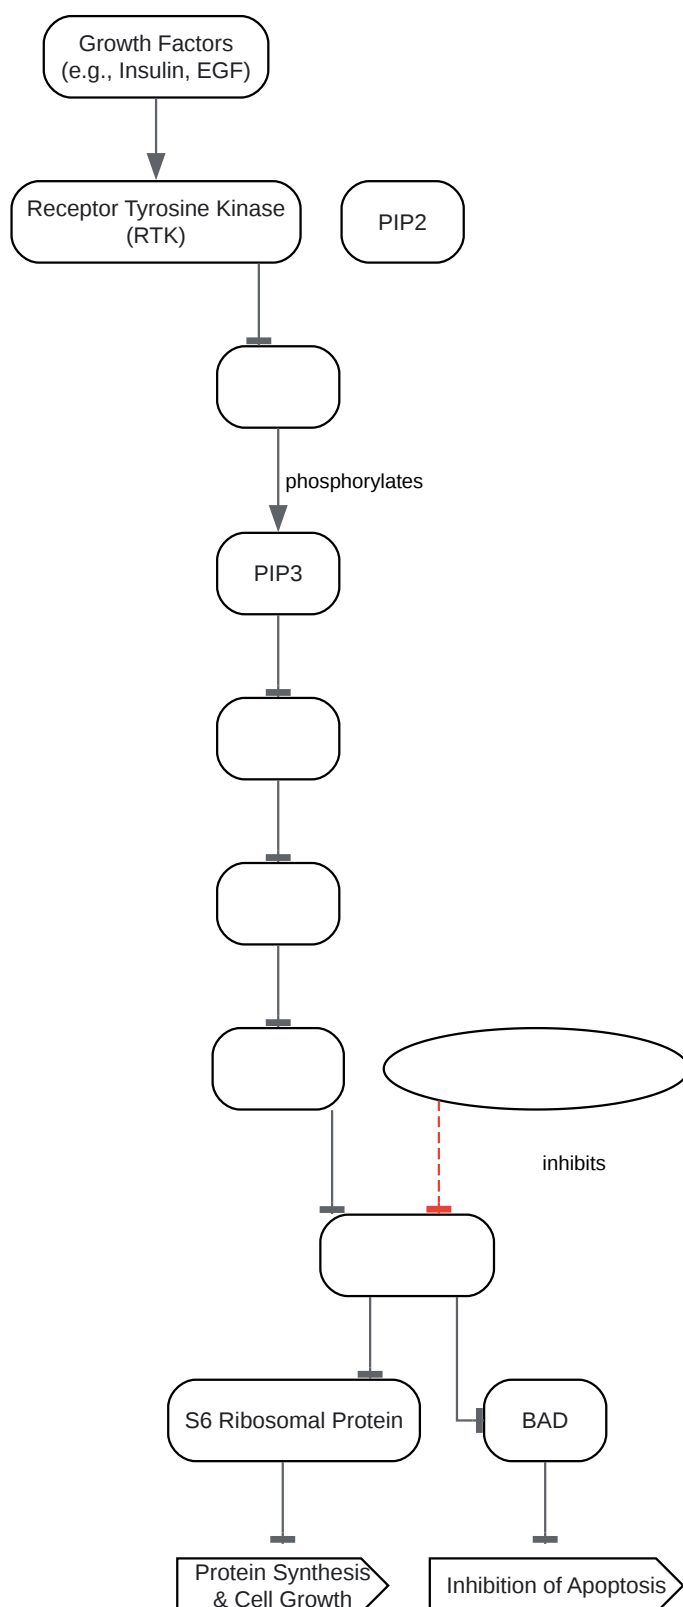 Growth Factors
(e.g., Insulin, EGF)
Receptor Tyrosine Kinase
(RTK)
PIP2
phosphorylates
PIP3
inhibits
S6 Ribosomal Protein
BAD
Protein Synthesis
& Cell Growth
Inhibition of Apoptosis